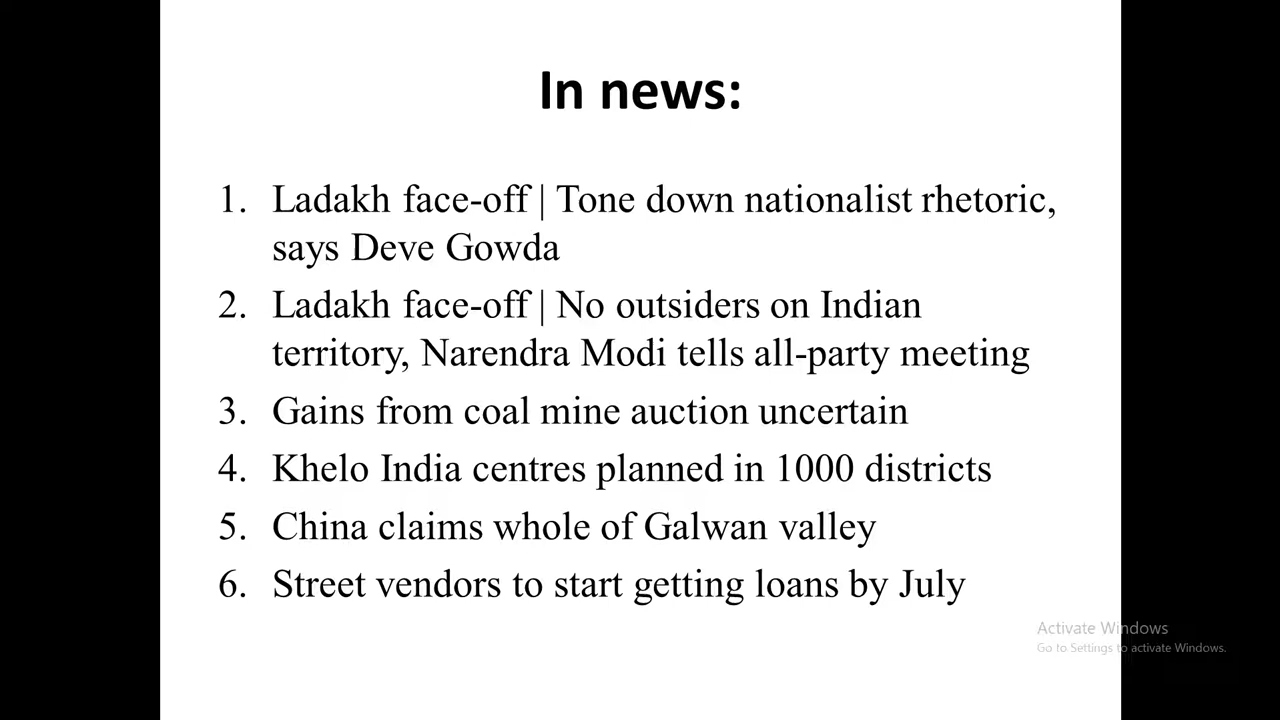 In news:
1. Ladakh face-off | Tone down nationalist rhetoric,
says Deve Gowda
2. Ladakh face-off | No outsiders on Indian
territory, Narendra Modi tells all-party meeting
3. Gains from coal mine auction uncertain
4. Khelo India centres planned in 1000 districts
5. China claims whole of Galwan valley
6. Street vendors to start getting loans by July
Activate Windows
Go to Settings to activate Windows.